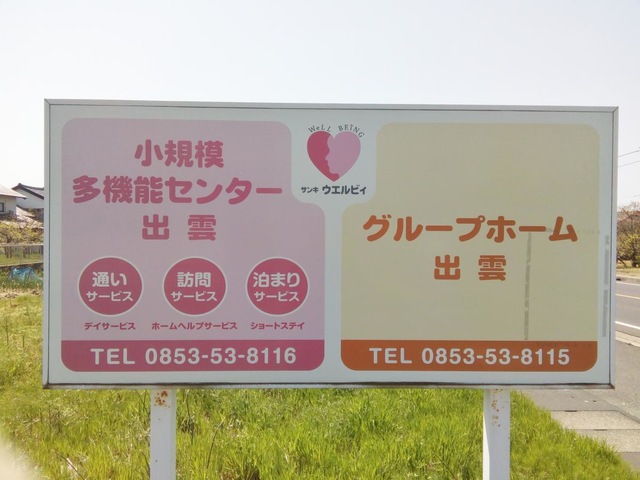 WeLL BEING
サンキ ウエルビィ
小規模
多機能センター
出雲
通い
サービス
デイサービス
訪問
サービス
ホームヘルプサービス
泊まり
サービス
ショートステイ
TEL 0853-53-8116
グループホーム
出雲
TEL 0853-53-8115